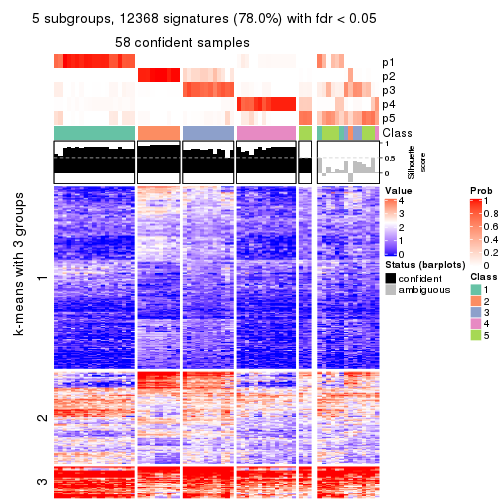 5 subgroups, 12368 signatures (78.0%) with fdr < 0.05
58 confident samples
p1
p2
p3
p4
p5
Class
1
0.5
0
Silhouette
score
k-means with 3 groups
1
2
3
Value
4
3
2
1
0
Status (barplots)
confident
ambiguous
Prob
1
0.8
0.6
0.4
0.2
0
Class
1
2
3
4
5